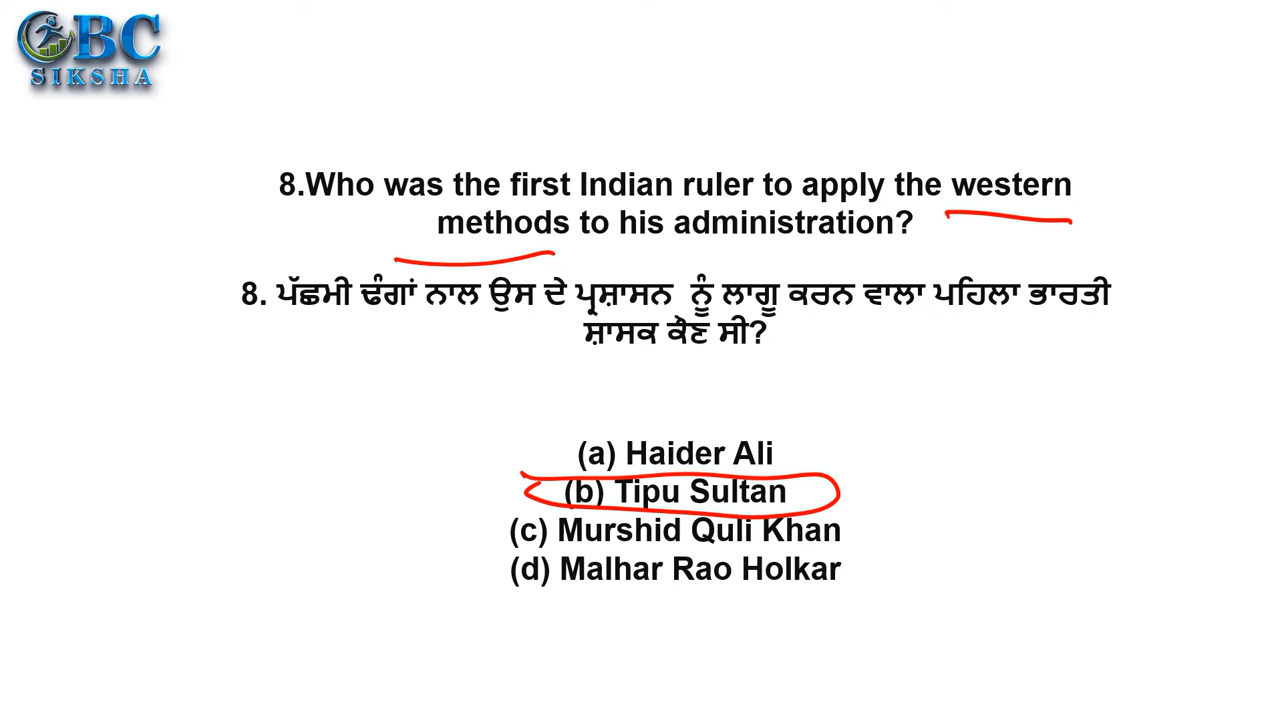 BC
SIKSHA
8.Who was the first Indian ruler to apply the western
methods to his administration?
8. ਪੱਛਮੀ ਢੰਗਾਂ ਨਾਲ ਉਸ ਦੇ ਪ੍ਰਸ਼ਾਸਨ ਨੂੰ ਲਾਗੂ ਕਰਨ ਵਾਲਾ ਪਹਿਲਾ ਭਾਰਤੀ
ਸ਼ਾਸਕ ਕੌਣ ਸੀ?
(a) Haider Ali
(b) Tipu Sultan
(c) Murshid Quli Khan
(d) Malhar Rao Holkar